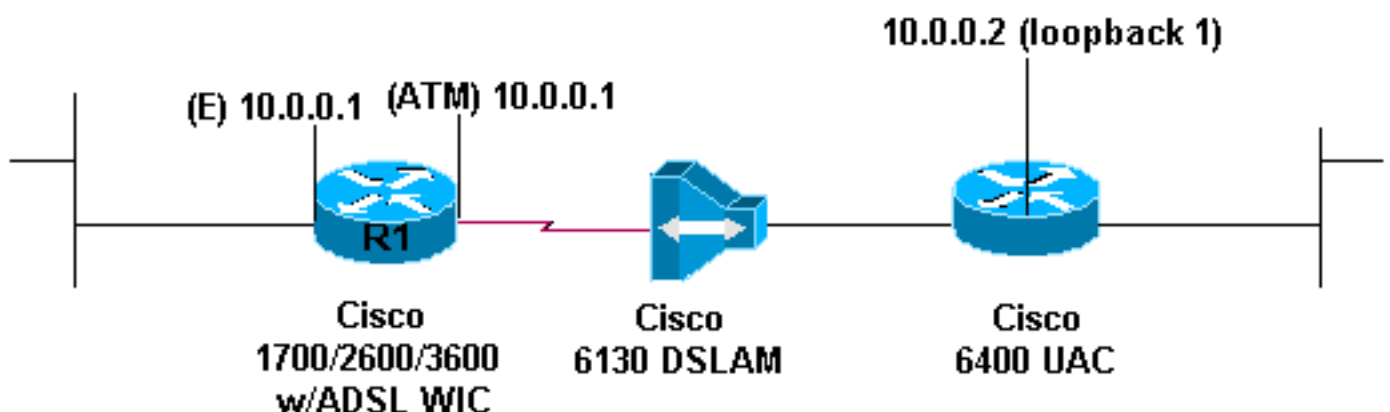 10.0.0.2 (loopback 1)
(E) 10.0.0.1
(ATM) 10.0.0.1
R1
Cisco
1700/2600/3600
w/ADSL WIC
Cisco
6130 DSLAM
Cisco
6400 UAC